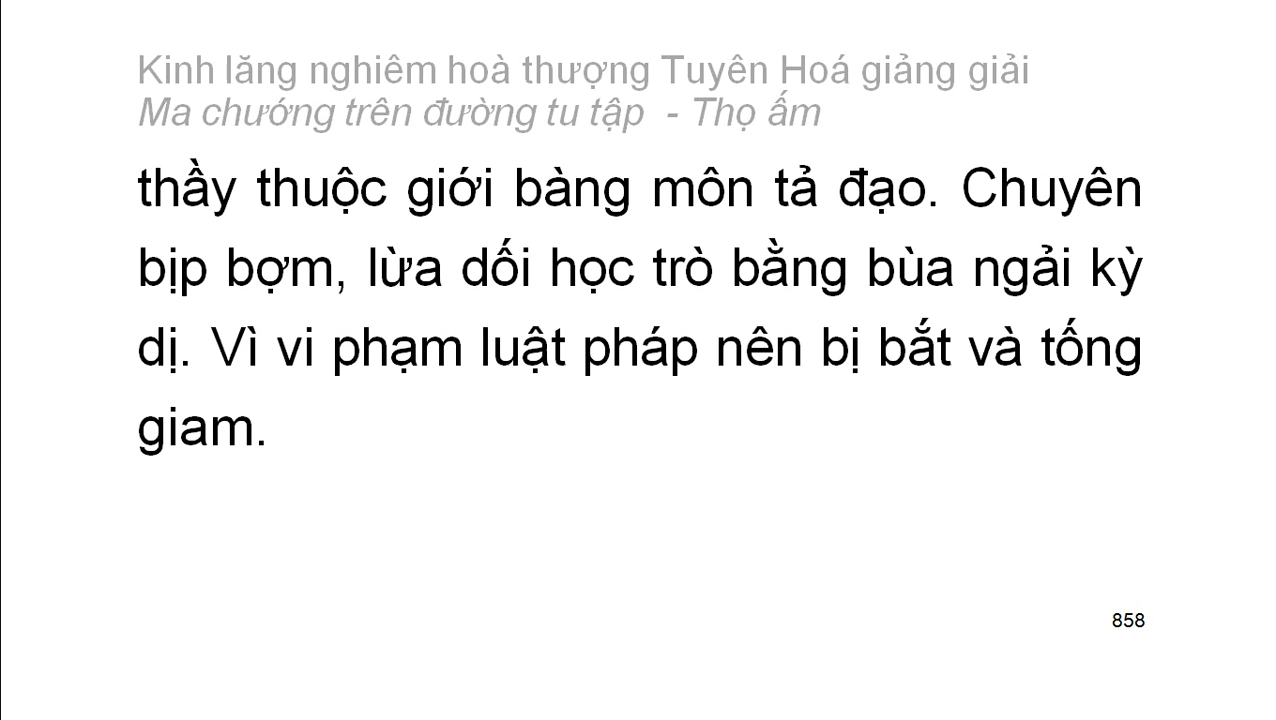 Kinh lăng nghiêm hoà thượng Tuyên Hoá giảng giải
Ma chướng trên đường tu tập - Thọ ấm
thầy thuộc giới bàng môn tả đạo. Chuyên
bịp bợm, lừa dối học trò bằng bùa ngải kỳ
dị. Vì vi phạm luật pháp nên bị bắt và tống
giam.
858